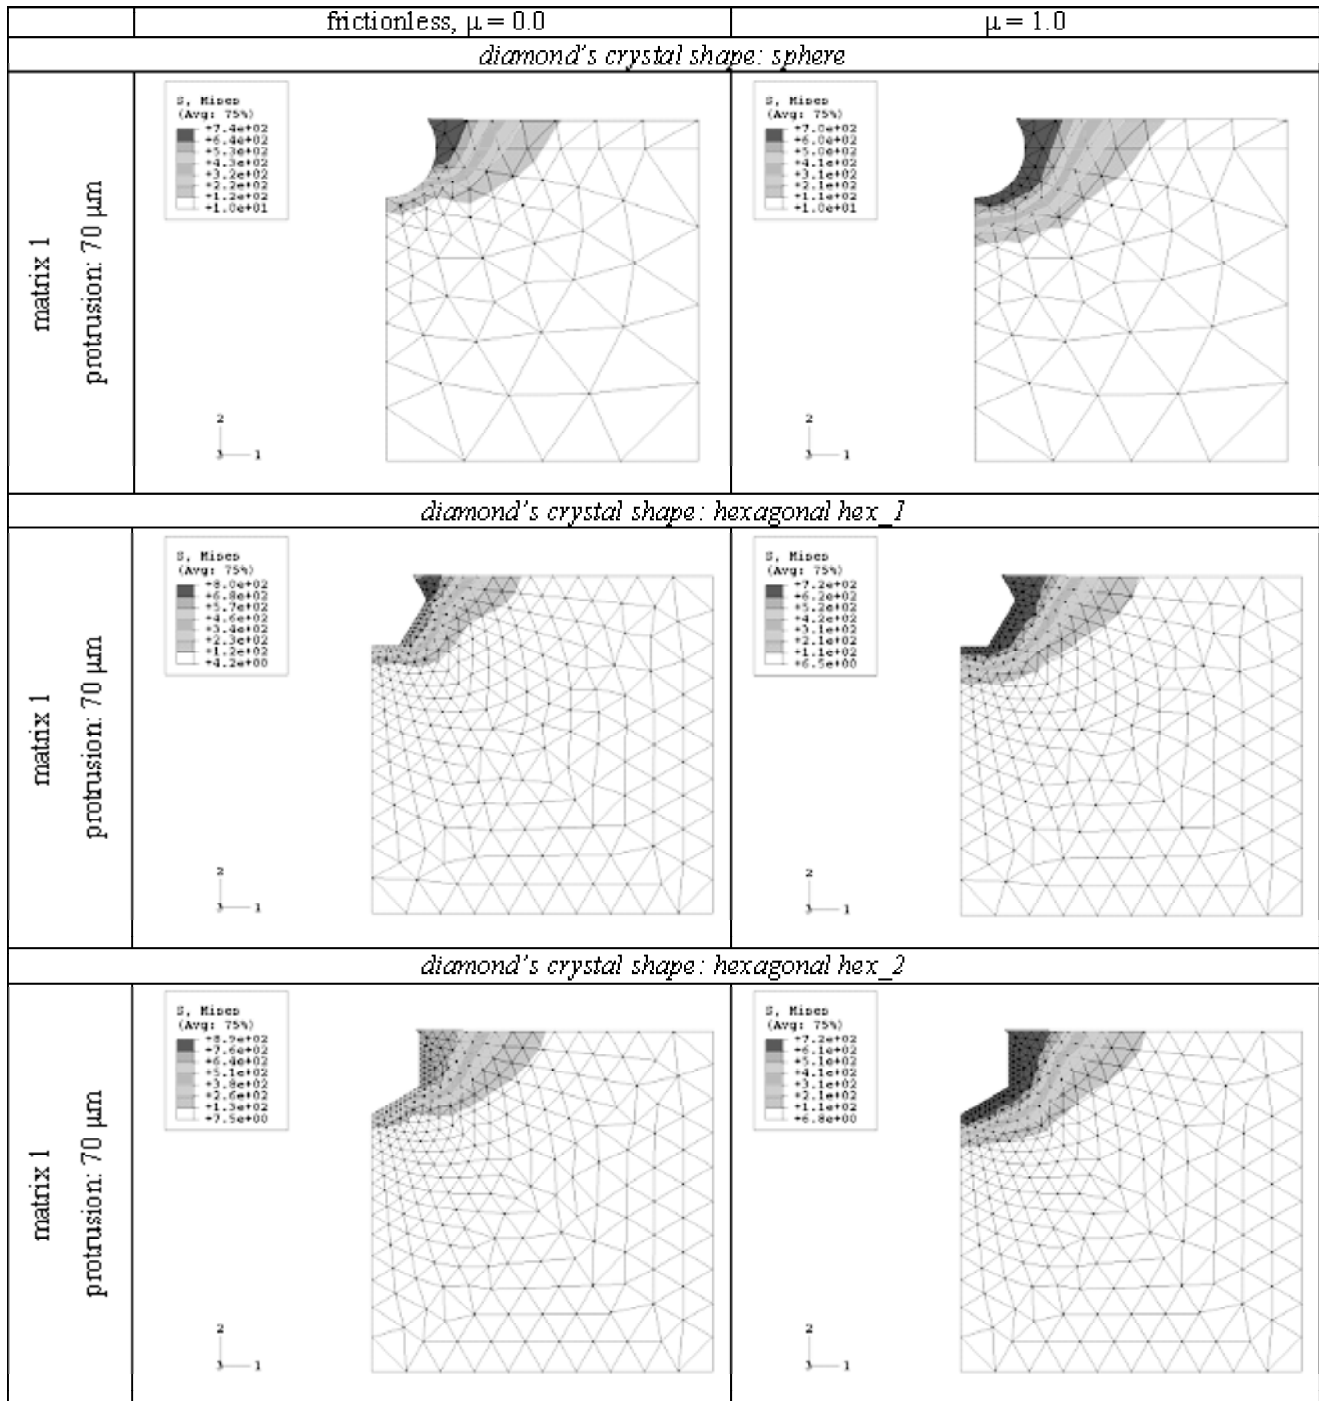 frictionless, μ = 0.0
μ = 1.0
diamond's crystal shape: sphere
matrix 1
protrusion: 70 μm
S, Mises
(Avg: 75%)
+7.4e+02
+6.4e+02
+5.3e+02
+4.3e+02
+3.2e+02
+2.2e+02
+1.2e+02
+1.0e+01
2
3
1
S, Mises
(Avg: 75%)
+7.0e+02
+6.0e+02
+5.0e+02
+4.1e+02
+3.1e+02
+2.1e+02
+1.1e+02
+1.0e+01
2
3
1
diamond's crystal shape: hexagonal hex_1
matrix 1
protrusion: 70 μm
S, Mises
(Avg: 75%)
+8.0e+02
+6.8e+02
+5.7e+02
+4.6e+02
+3.4e+02
+2.3e+02
+1.2e+02
+4.2e+00
2
3
1
S, Mises
(Avg: 75%)
+7.2e+02
+6.2e+02
+5.2e+02
+4.2e+02
+3.1e+02
+2.1e+02
+1.1e+02
+6.5e+00
2
3
1
diamond's crystal shape: hexagonal hex_2
matrix 1
protrusion: 70 μm
S, Mises
(Avg: 75%)
+8.9e+02
+7.6e+02
+6.4e+02
+5.1e+02
+3.8e+02
+2.6e+02
+1.3e+02
+7.5e+00
2
3
1
S, Mises
(Avg: 75%)
+7.2e+02
+6.1e+02
+5.1e+02
+4.1e+02
+3.1e+02
+2.1e+02
+1.1e+02
+6.8e+00
2
3
1